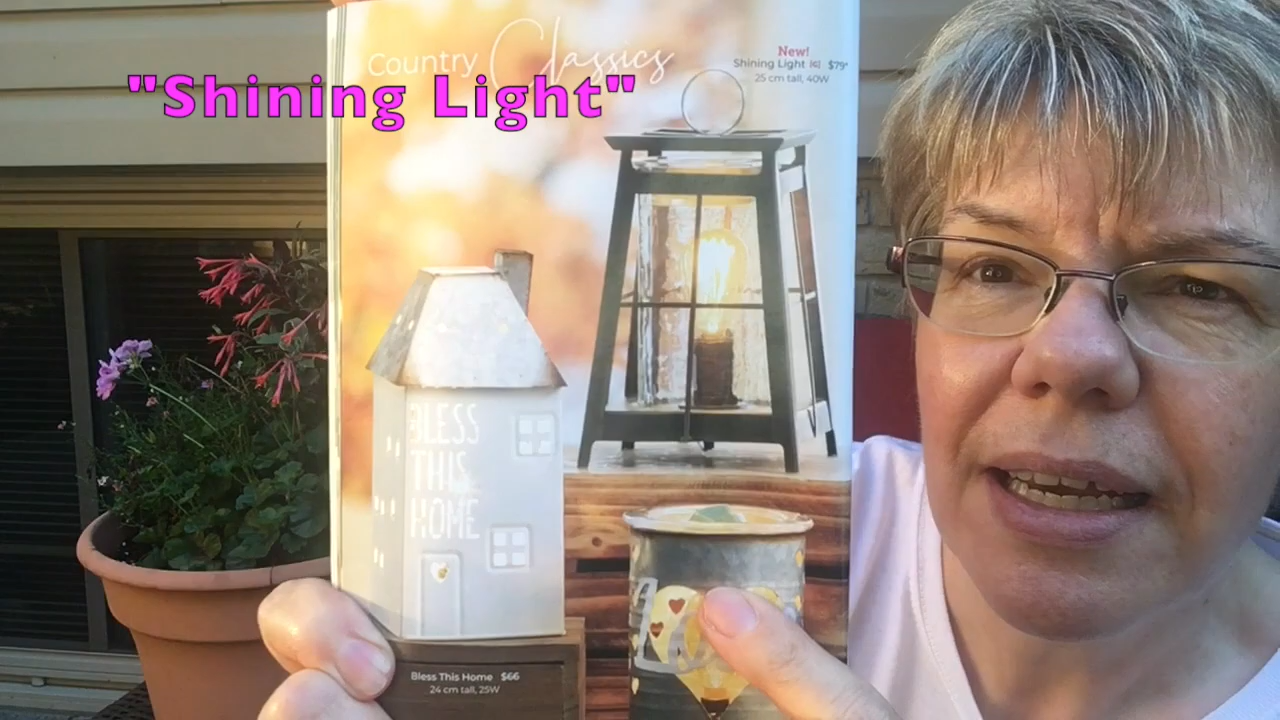 Country Classics
"Shining Light"
New!
Shining Light $79
25 cm tall, 40W
BLESS
THIS
HOME
Bless This Home $66
24 cm tall, 25W